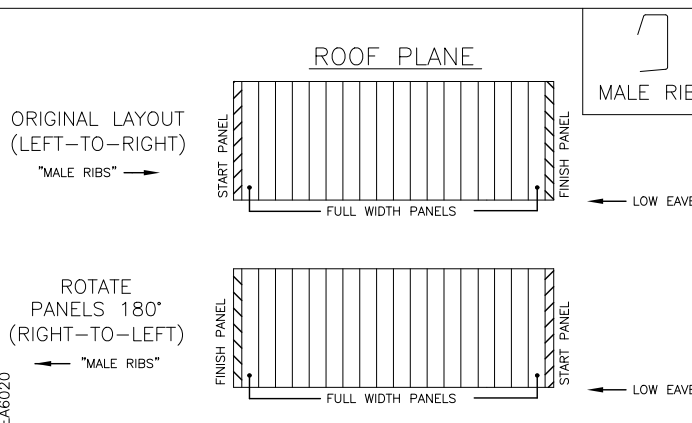 ROOF PLANE
MALE RIB
ORIGINAL LAYOUT
(LEFT-TO-RIGHT)
"MALE RIBS"
START PANEL
FINISH PANEL
FULL WIDTH PANELS
LOW EAVE
ROTATE
PANELS 180°
(RIGHT-TO-LEFT)
"MALE RIBS"
FINISH PANEL
START PANEL
FULL WIDTH PANELS
LOW EAVE